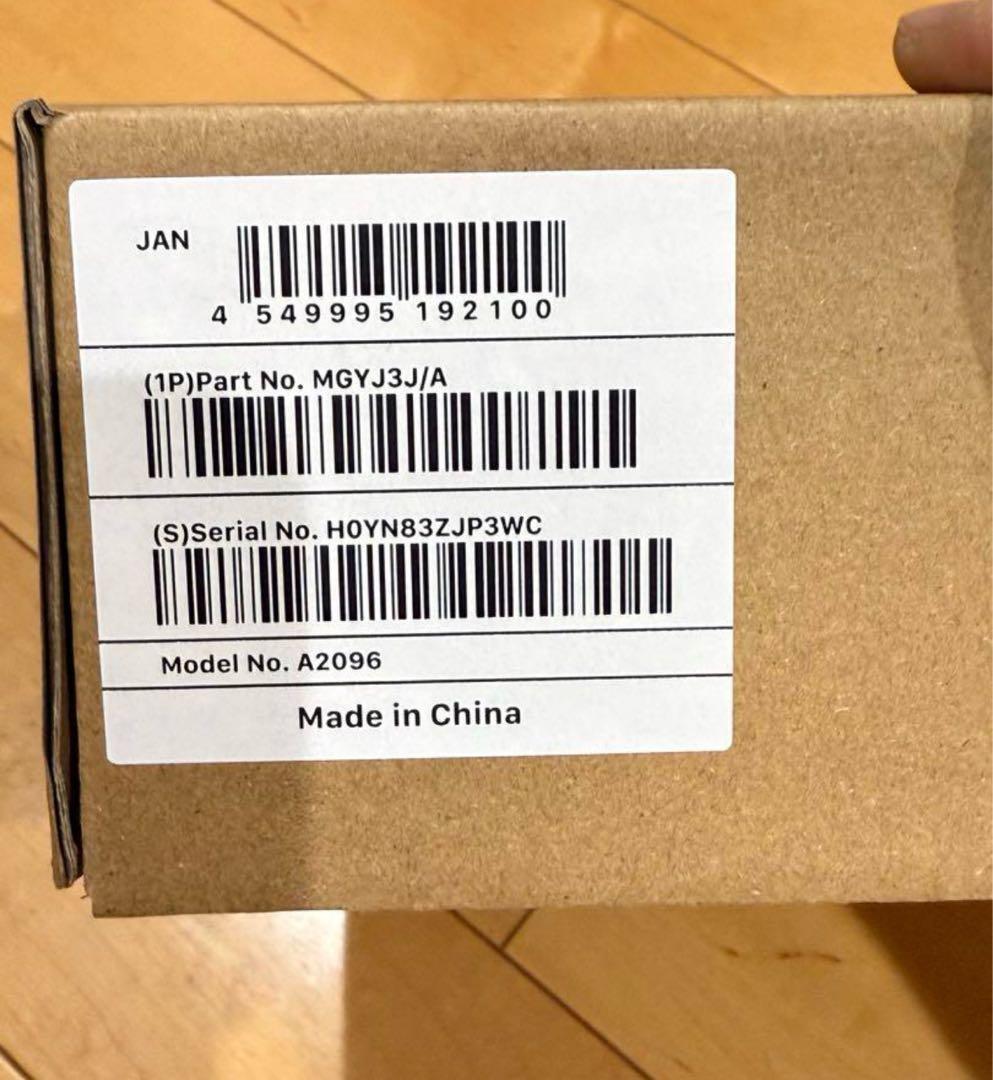 JAN
4 549995 192100
(1P)Part No. MGYJ3J/A
(S)Serial No. H0YN83ZJP3WC
Model No. A2096
Made in China